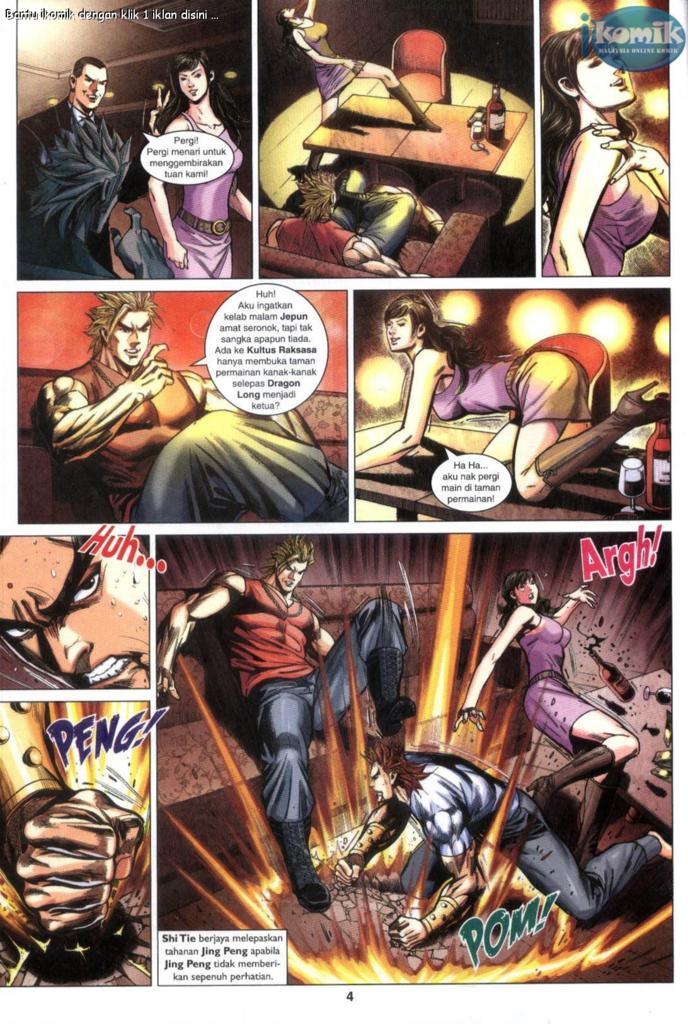 Bantu ikomik dengan klik 1 iklan disini ...
ikomik
MALAYSIA ONLINE KOMIK
Pergi!
Pergi menari untuk
menggembirakan
tuan kami!
Huh!
Aku ingatkan
kelab malam Jepun
amat seronok, tapi tak
sangka apapun tiada.
Ada ke Kultus Raksasa
hanya membuka taman
permainan kanak-kanak
selepas Dragon
Long menjadi
ketua?
Ha Ha...
aku nak pergi
main di taman
permainan!
Huh...
PENG!
Argh!
POM!
Shi Tie berjaya melepaskan
tahanan Jing Peng apabila
Jing Peng tidak memberi-
kan sepenuh perhatian.
4